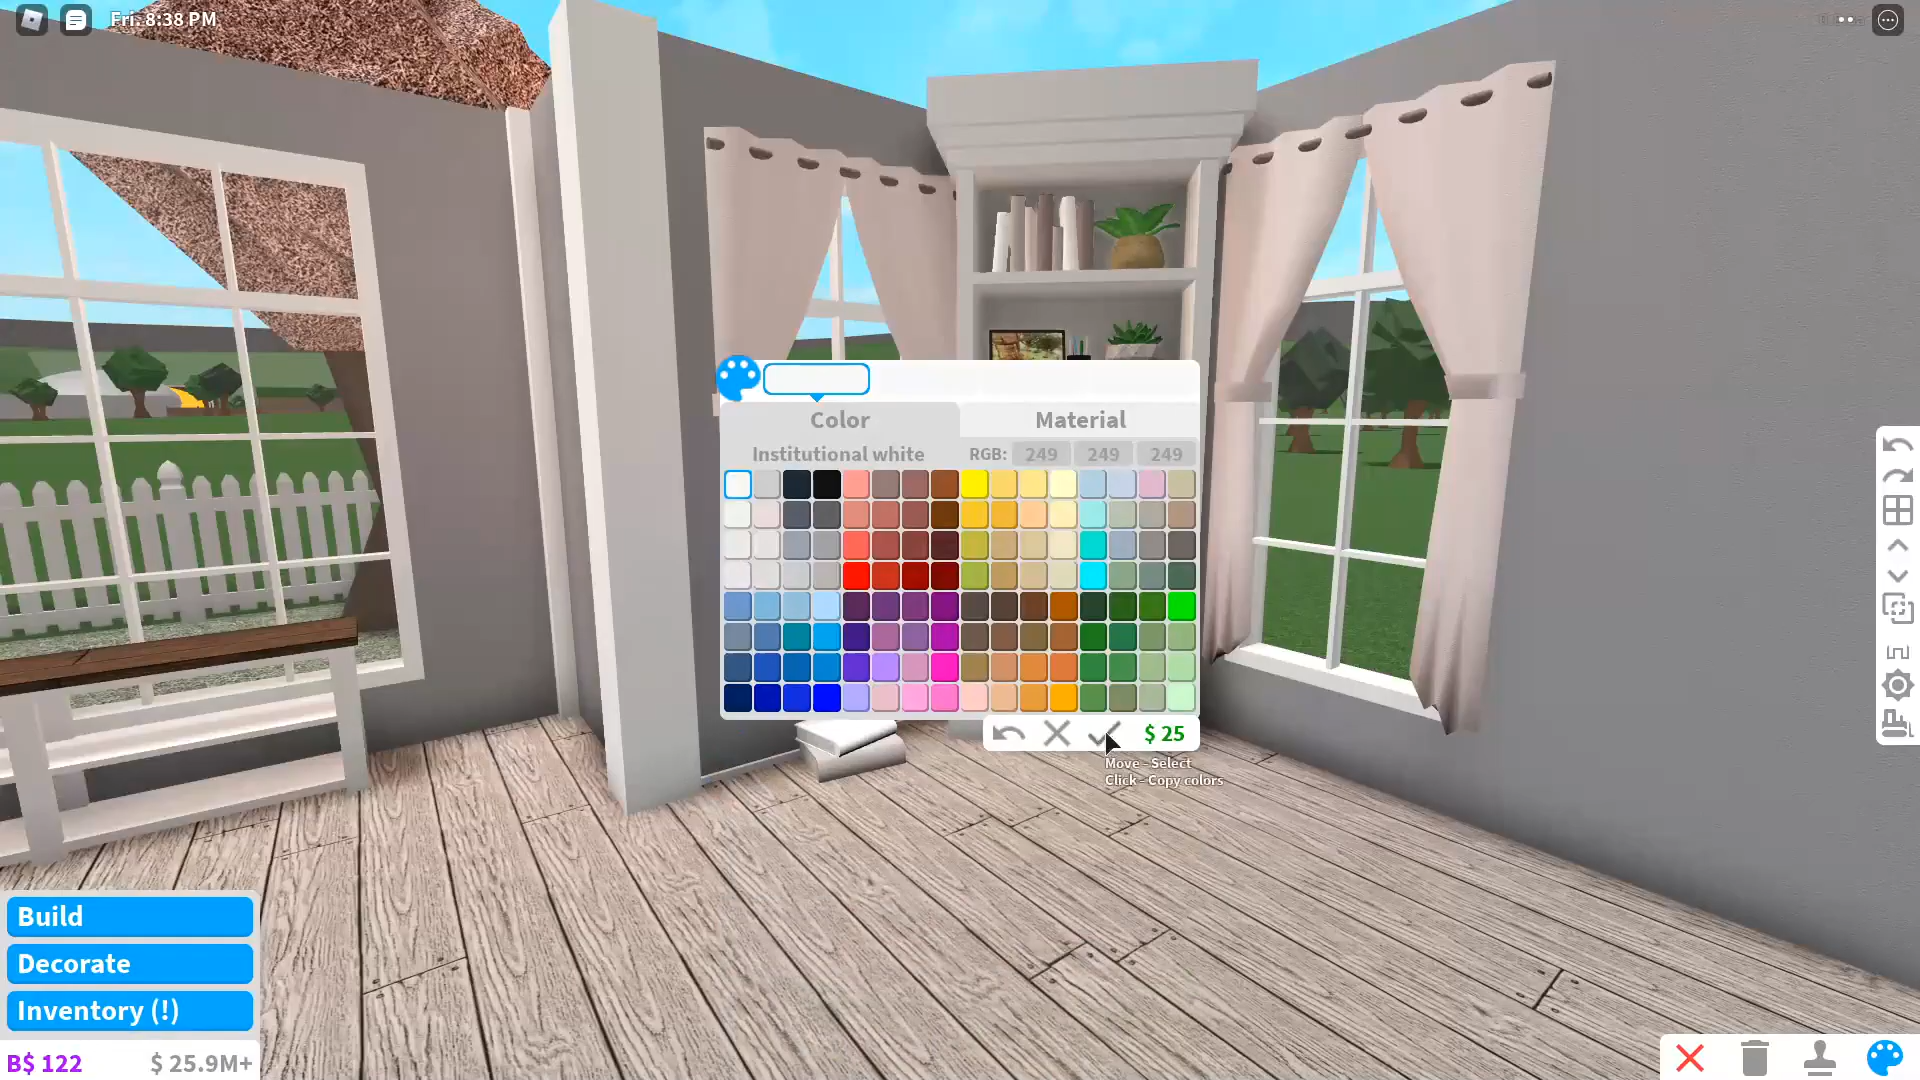 Fri. 8:38 PM
Color
Material
Institutional white
RGB: 249 249 249
$ 25
Move - Select
Click - Copy colors
Build
Decorate
Inventory (!)
B$ 122
$ 25.9M+